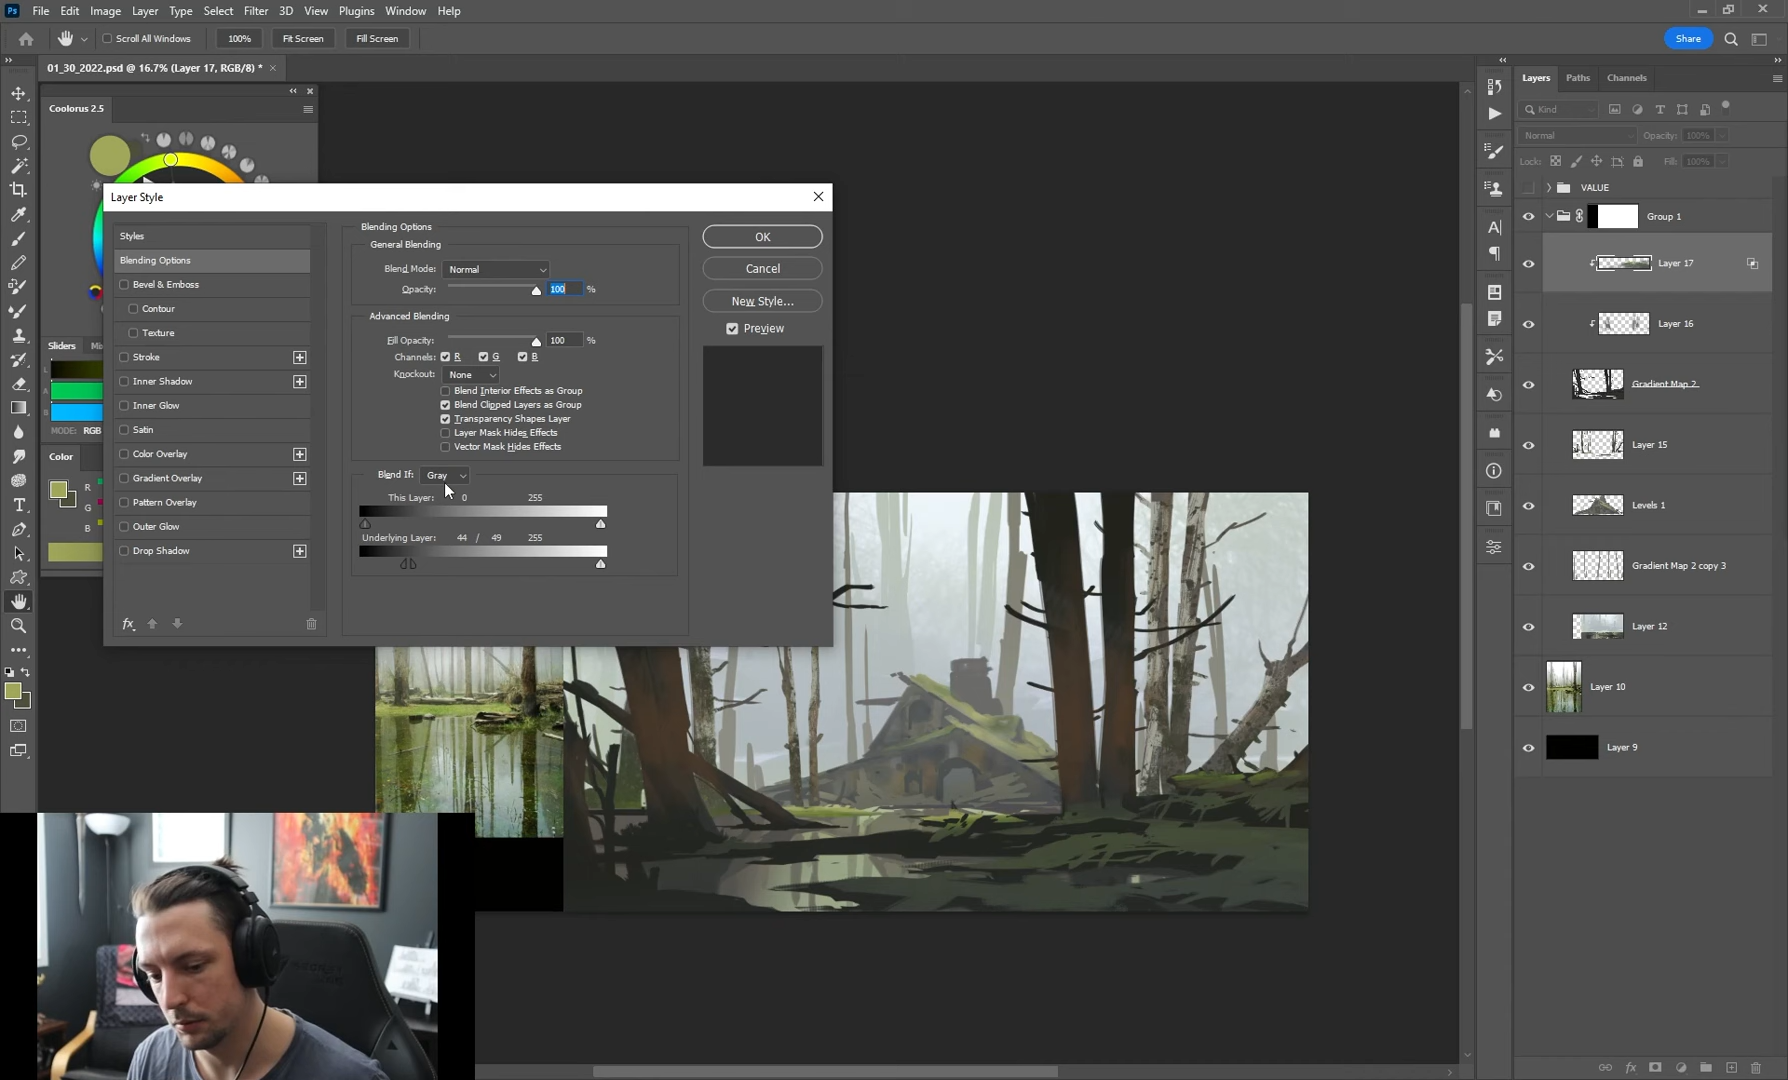 Ps File Edit Image Layer Type Select Filter 3D View Plugins Window Help
Scroll All Windows 100% Fit Screen Fill Screen Share
01_30_2022.psd @ 16.7% (Layer 17, RGB/8) *
Coolorus 2.5
Sliders
MODE: RGB
Color
R
G
B
Layer Style
Styles
Blending Options
Bevel & Emboss
Contour
Texture
Stroke
Inner Shadow
Inner Glow
Satin
Color Overlay
Gradient Overlay
Pattern Overlay
Outer Glow
Drop Shadow
fx
Blending Options
General Blending
Blend Mode: Normal
Opacity: 100 %
Advanced Blending
Fill Opacity: 100 %
Channels: R G B
Knockout: None
Blend Interior Effects as Group
Blend Clipped Layers as Group
Transparency Shapes Layer
Layer Mask Hides Effects
Vector Mask Hides Effects
Blend If: Gray
This Layer: 0 255
Underlying Layer: 44 / 49 255
OK
Cancel
New Style...
Preview
Layers Paths Channels
Kind
Normal Opacity: 100%
Lock: Fill: 100%
VALUE
Group 1
Layer 17
Layer 16
Gradient Map 2
Layer 15
Levels 1
Gradient Map 2 copy 3
Layer 12
Layer 10
Layer 9
fx